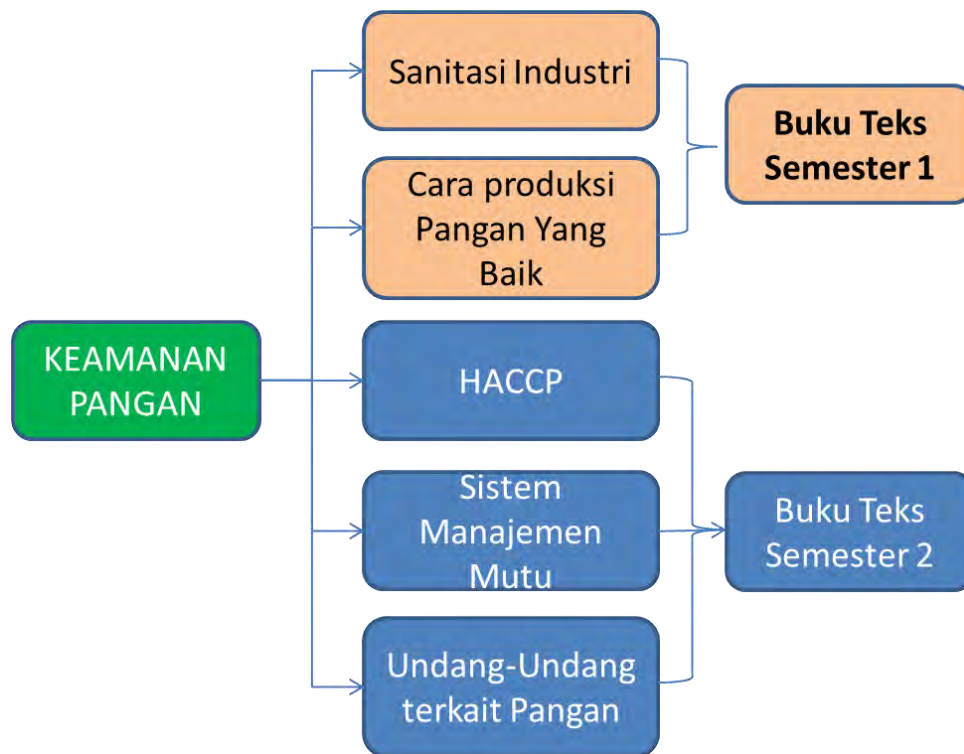 Sanitasi Industri
Cara produksi
Pangan Yang
Baik
Buku Teks
Semester 1
KEAMANAN
PANGAN
HACCP
Sistem
Manajemen
Mutu
Undang-Undang
terkait Pangan
Buku Teks
Semester 2